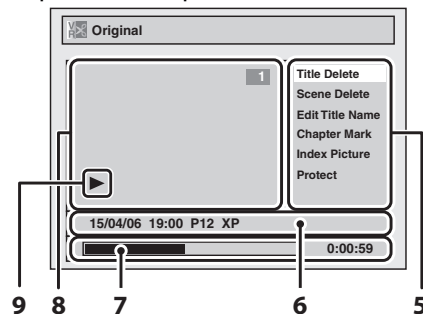 Original
1
Title Delete
Scene Delete
Edit Title Name
Chapter Mark
Index Picture
Protect
15/04/06 19:00 P12 XP
0:00:59
9 8 7 6 5